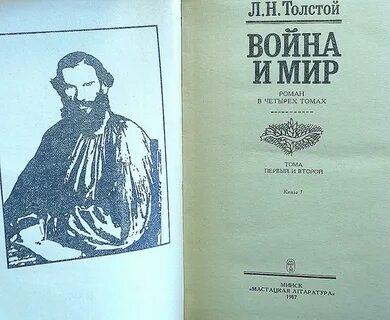 Л.Н. Толстой
ВОЙНА
И МИР
РОМАН
В ЧЕТЫРЕХ ТОМАХ
ТОМА
ПЕРВЫЙ И ВТОРОЙ
Книга 1
МИНСК
«МАСТАЦКАЯ ЛІТАРАТУРА»
1987